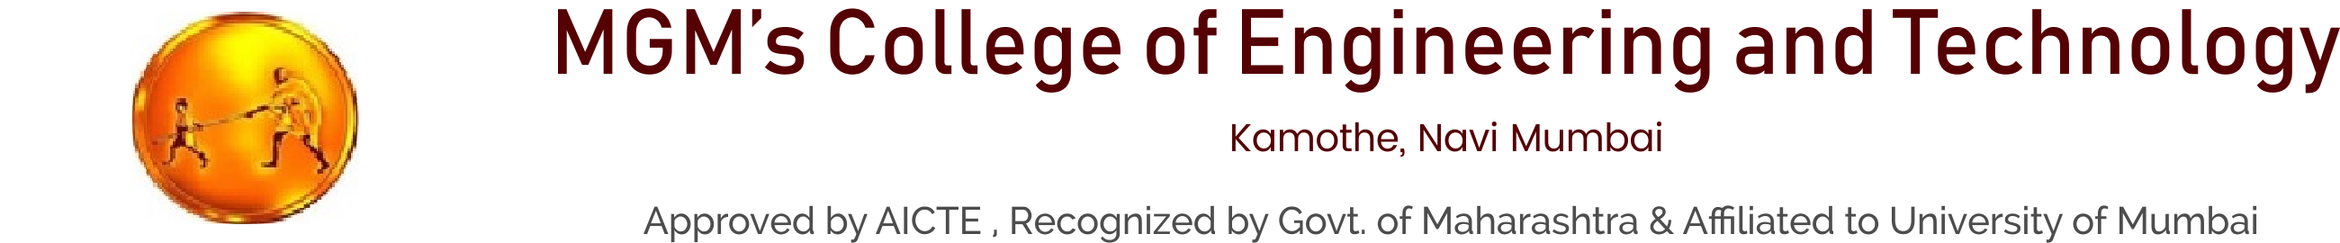 MGM’s College of Engineering and Technology
Kamothe, Navi Mumbai
Approved by AICTE , Recognized by Govt. of Maharashtra & Affiliated to University of Mumbai